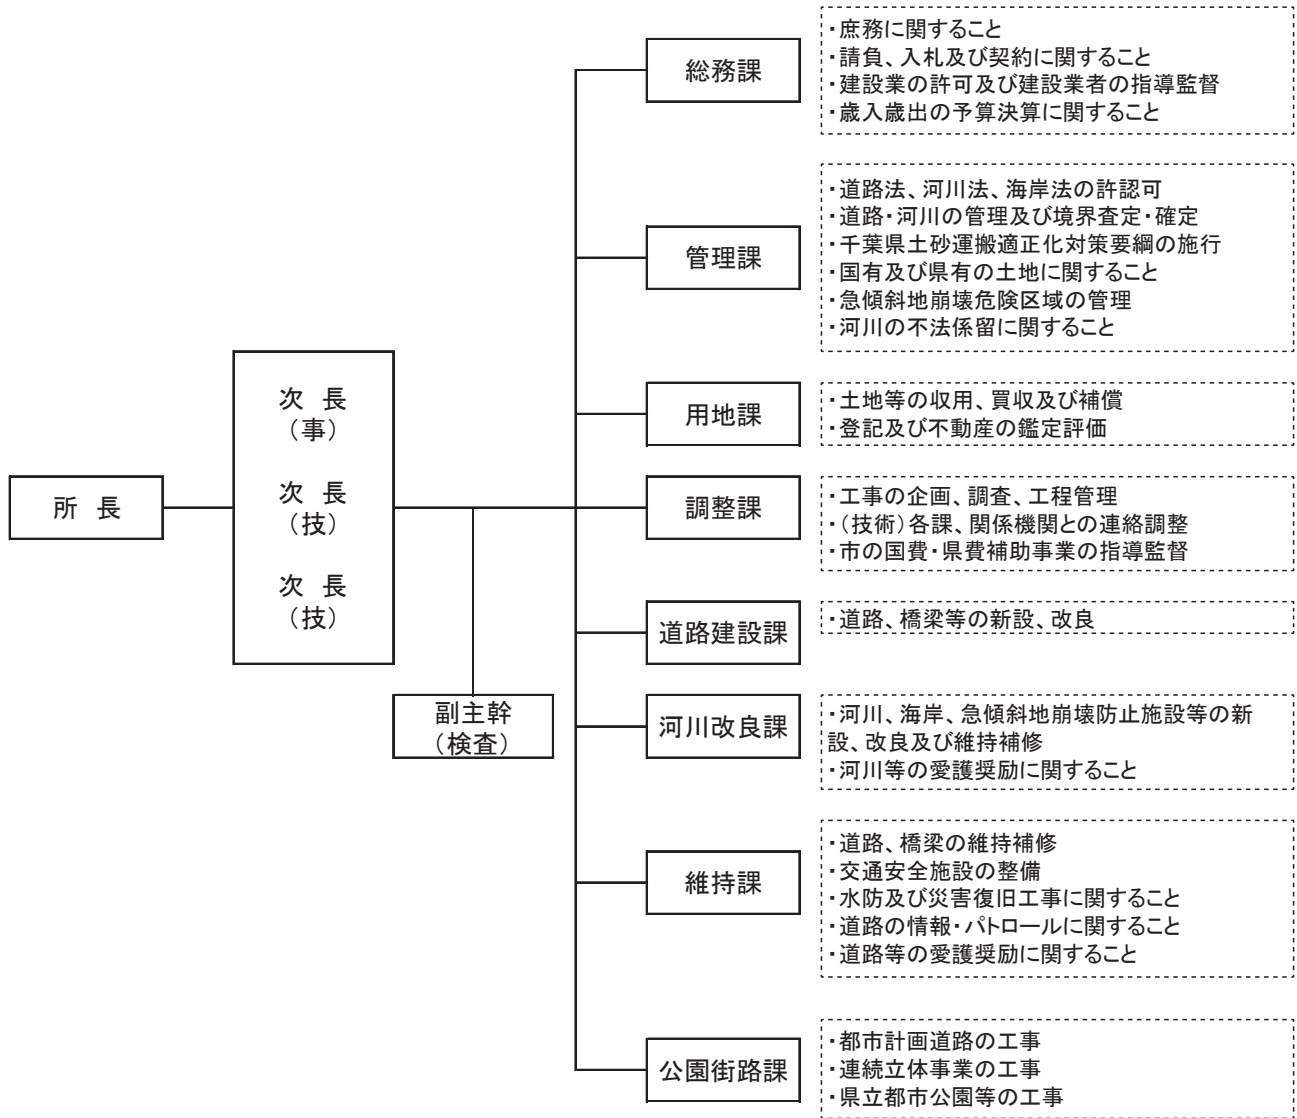 所 長
次 長
（事）
次 長
（技）
次 長
（技）
副主幹
（検査）
総務課
・庶務に関すること
・請負、入札及び契約に関すること
・建設業の許可及び建設業者の指導監督
・歳入歳出の予算決算に関すること
管理課
・道路法、河川法、海岸法の許認可
・道路・河川の管理及び境界査定・確定
・千葉県土砂運搬適正化対策要綱の施行
・国有及び県有の土地に関すること
・急傾斜地崩壊危険区域の管理
・河川の不法係留に関すること
用地課
・土地等の収用、買収及び補償
・登記及び不動産の鑑定評価
調整課
・工事の企画、調査、工程管理
・（技術）各課、関係機関との連絡調整
・市の国費・県費補助事業の指導監督
道路建設課
・道路、橋梁等の新設、改良
河川改良課
・河川、海岸、急傾斜地崩壊防止施設等の新
設、改良及び維持補修
・河川等の愛護奨励に関すること
維持課
・道路、橋梁の維持補修
・交通安全施設の整備
・水防及び災害復旧工事に関すること
・道路の情報・パトロールに関すること
・道路等の愛護奨励に関すること
公園街路課
・都市計画道路の工事
・連続立体事業の工事
・県立都市公園等の工事